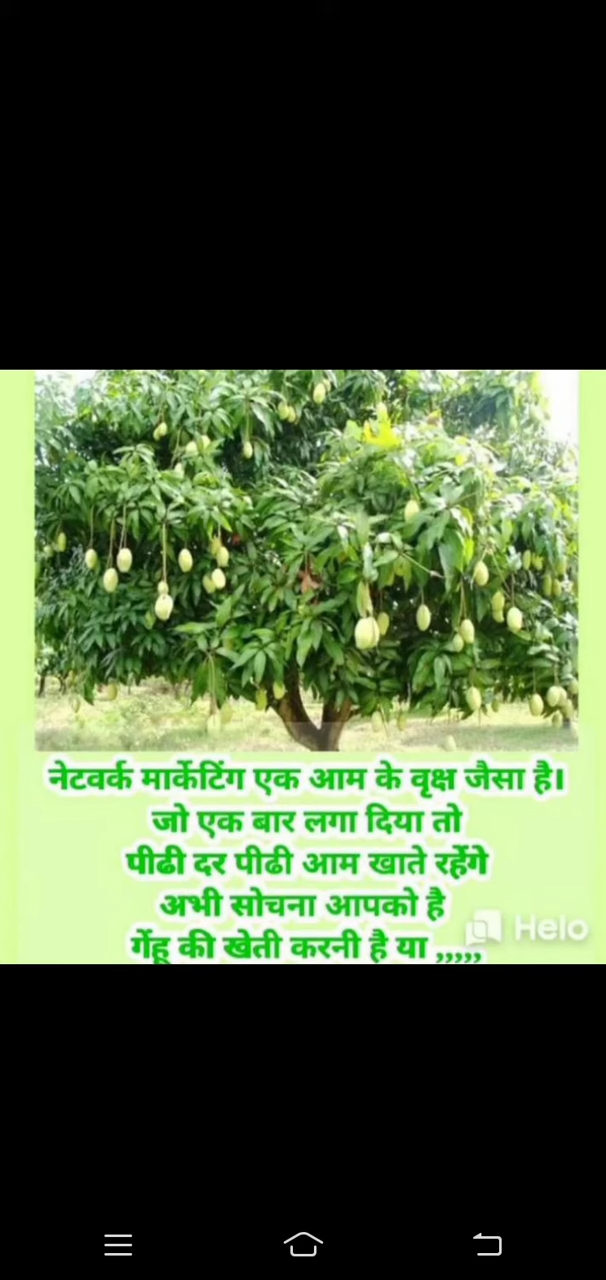 नेटवर्क मार्केटिंग एक आम के वृक्ष जैसा है।
जो एक बार लगा दिया तो
पीढी दर पीढी आम खाते रहेंगे
अभी सोचना आपको है
गेंहू की खेती करनी है या ,,,,,
Helo